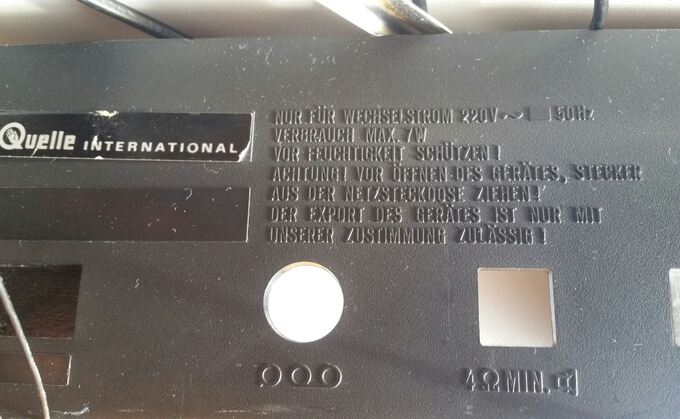 Quelle INTERNATIONAL
NUR FÜR WECHSELSTROM 220V ~ 50Hz
VERBRAUCH MAX. 7W
VOR FEUCHTIGKEIT SCHÜTZEN!
ACHTUNG! VOR ÖFFNEN DES GERÄTES, STECKER
AUS DER NETZSTECKDOSE ZIEHEN!
DER EXPORT DES GERÄTES IST NUR MIT
UNSERER ZUSTIMMUNG ZULÄSSIG!
4Ω MIN.